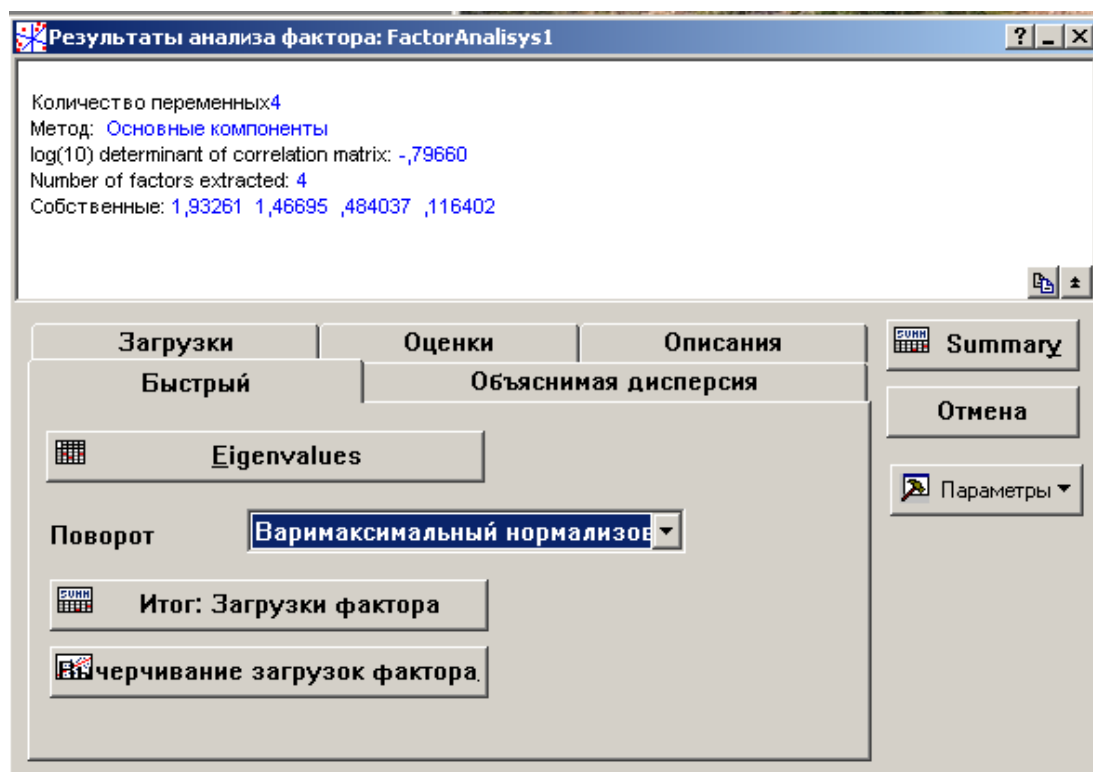 Результаты анализа фактора: FactorAnalisys1
Количество переменных4
Метод: Основные компоненты
log(10) determinant of correlation matrix: -,79660
Number of factors extracted: 4
Собственные: 1,93261 1,46695 ,484037 ,116402
Загрузки Оценки Описания
Быстрый Объяснимая дисперсия
Summary
Отмена
Параметры
Eigenvalues
Поворот Варимаксимальный нормализов
Итог: Загрузки фактора
Вычерчивание загрузок фактора.